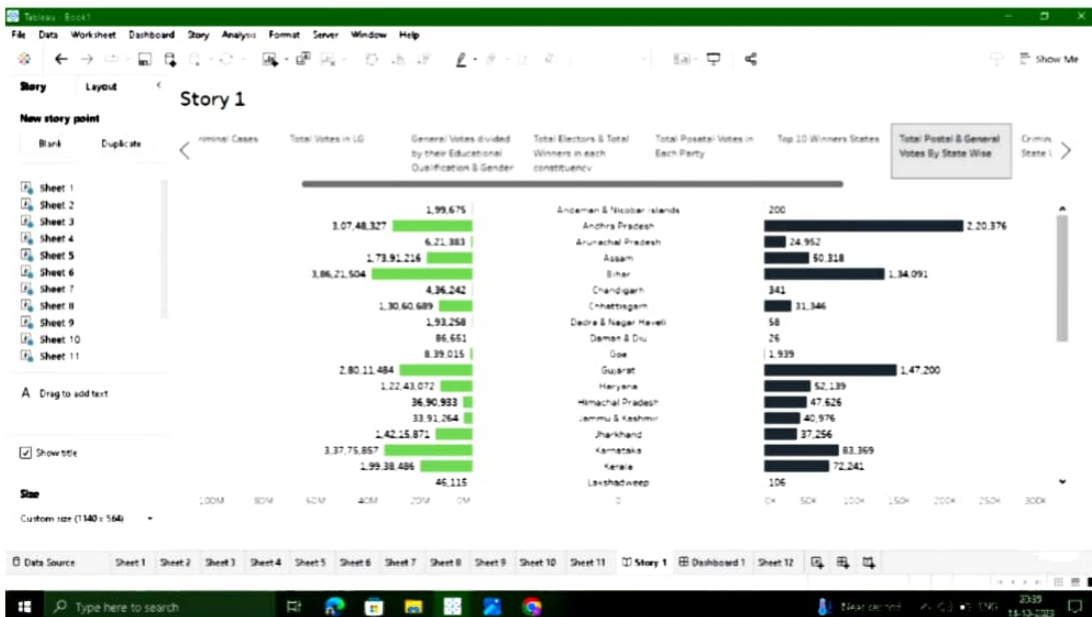 Tableau - Book1
File Data Worksheet Dashboard Story Analysis Format Server Window Help
Show Me
Story Layout
Story 1
New story point
Blank Duplicate
riminal Cases
Total Votes in LG
General Votes divided
by their Educational
Qualification & Gender
Total Electors & Total
Winners in each
constituency
Total Posatal Votes in
Each Party
Top 10 Winners States
Total Postal & General
Votes By State Wise
Crimin
State
Sheet 1
Sheet 2
Sheet 3
Sheet 4
Sheet 5
Sheet 6
Sheet 7
Sheet 8
Sheet 9
Sheet 10
Sheet 11
A Drag to add text
Show title
Size
Custom size (1140 x 564)
1,99,675 Andaman & Nicobar Islands 200
3,07,48,327 Andhra Pradesh 2,20,376
6,21,383 Arunachal Pradesh 24,952
1,73,91,216 Assam 50,318
3,86,21,504 Bihar 1,34,091
4,36,242 Chandigarh 341
1,30,60,689 Chhattisgarh 31,346
1,93,258 Dadra & Nagar Haveli 58
86,651 Daman & Diu 26
8,39,015 Goa 1,939
2,80,11,484 Gujarat 1,47,200
1,22,43,072 Haryana 52,139
36,90,933 Himachal Pradesh 47,626
33,91,264 Jammu & Kashmir 40,976
1,42,15,871 Jharkhand 37,256
3,37,75,857 Karnataka 83,369
1,99,38,486 Kerala 72,241
46,115 Lakshadweep 106
100M 80M 60M 40M 20M 0M 0 0K 50K 100K 150K 200K 250K 300K
Data Source Sheet 1 Sheet 2 Sheet 3 Sheet 4 Sheet 5 Sheet 6 Sheet 7 Sheet 8 Sheet 9 Sheet 10 Sheet 11 Story 1 Dashboard 1 Sheet 12
Type here to search
Near record
ENG
20:39